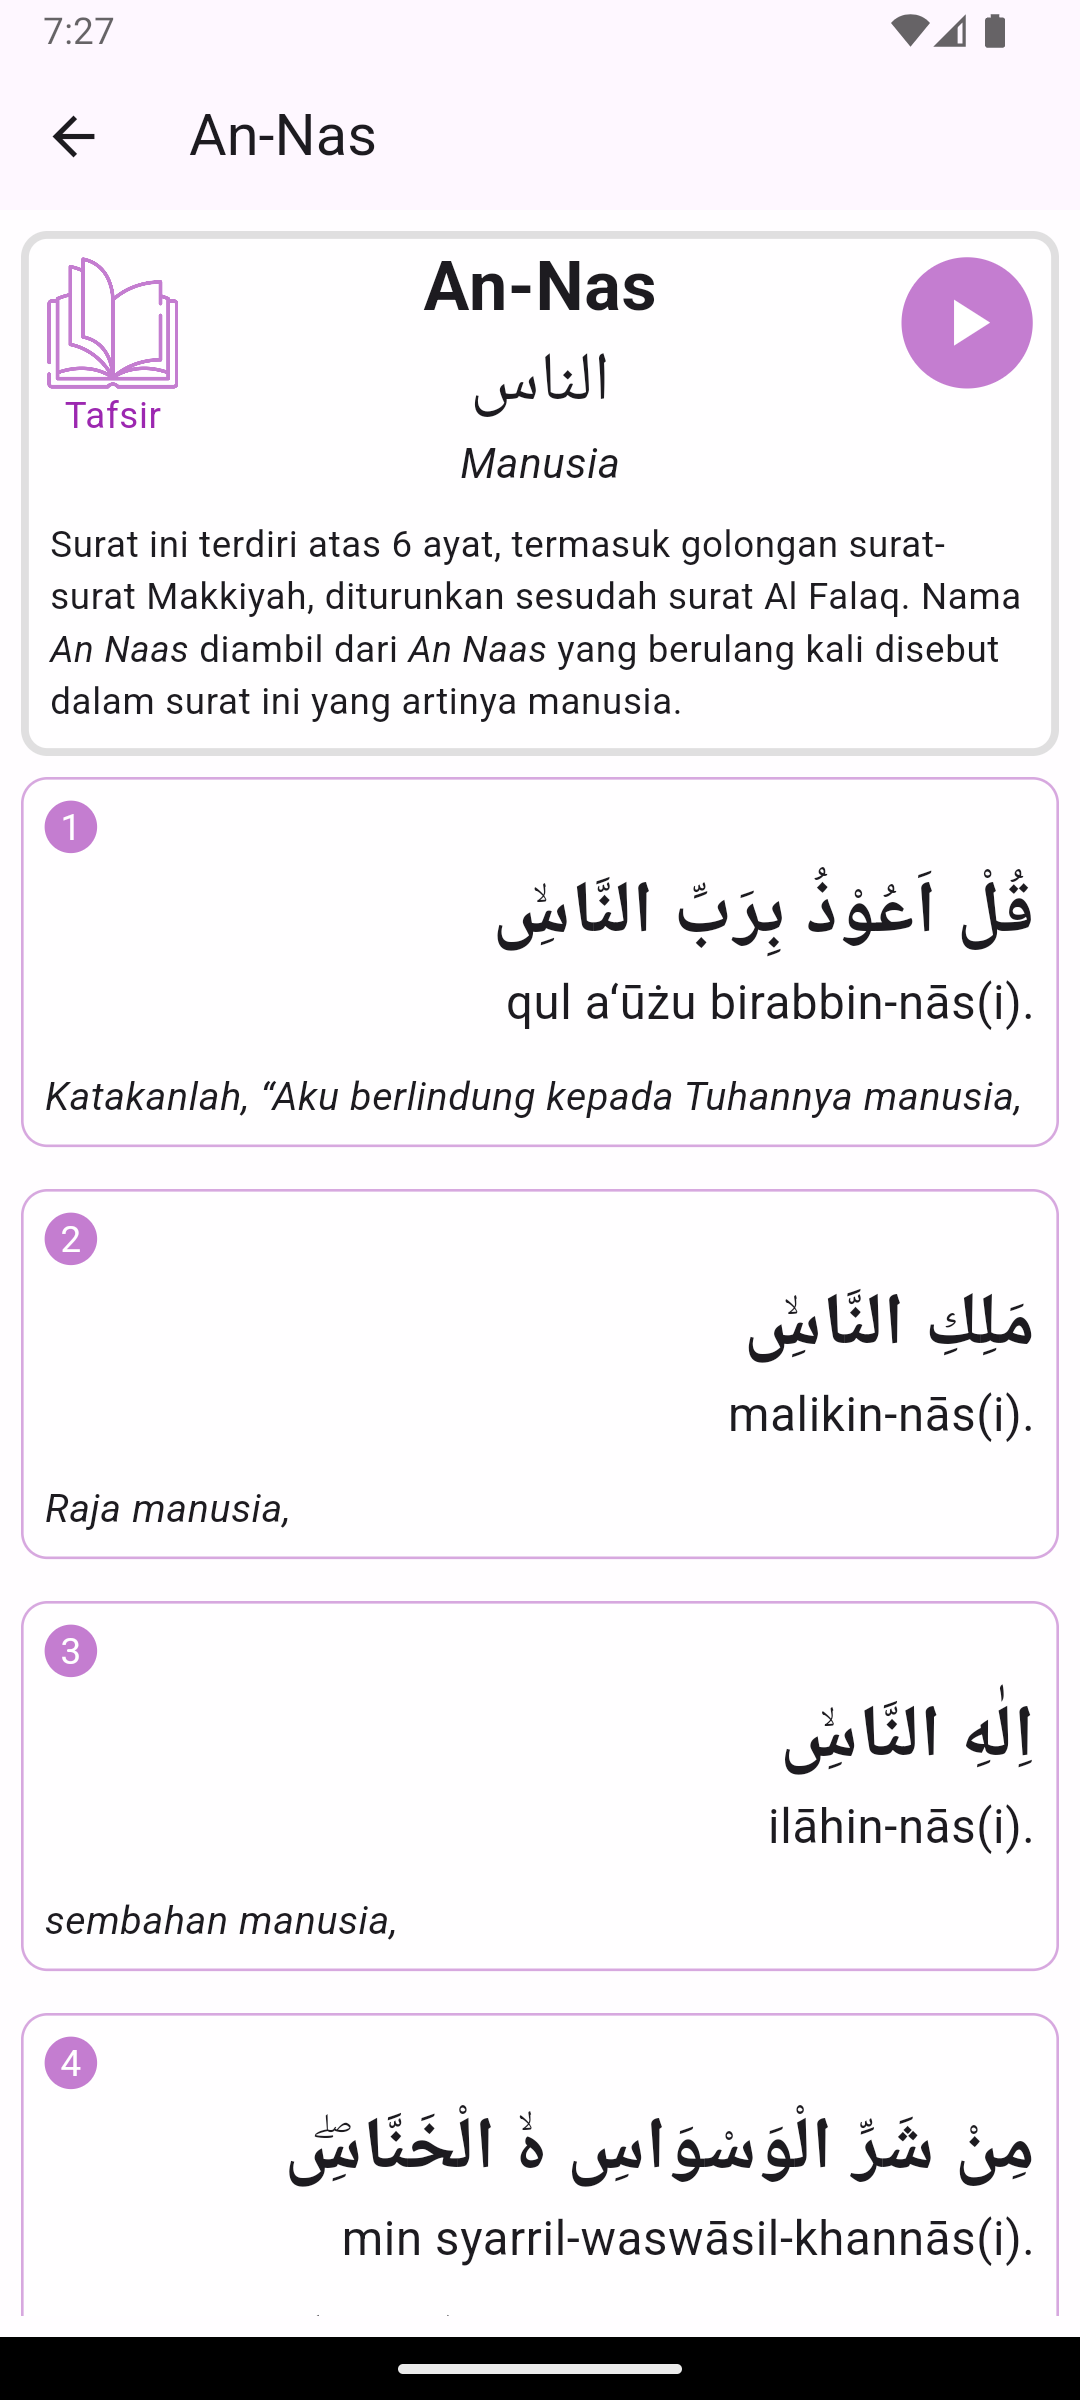 7:27
An-Nas
An-Nas
الناس
Tafsir
Manusia
Surat ini terdiri atas 6 ayat, termasuk golongan surat-
surat Makkiyah, diturunkan sesudah surat Al Falaq. Nama
An Naas diambil dari An Naas yang berulang kali disebut
dalam surat ini yang artinya manusia.
1
قُلْ اَعُوْذُ بِرَبِّ النَّاسِۙ
qul a‘ūżu birabbin-nās(i).
Katakanlah, “Aku berlindung kepada Tuhannya manusia,
2
مَلِكِ النَّاسِۙ
malikin-nās(i).
Raja manusia,
3
اِلٰهِ النَّاسِۙ
ilāhin-nās(i).
sembahan manusia,
4
مِنْ شَرِّ الْوَسْوَاسِ ەۙ الْخَنَّاسِۖ
min syarril-waswāsil-khannās(i).